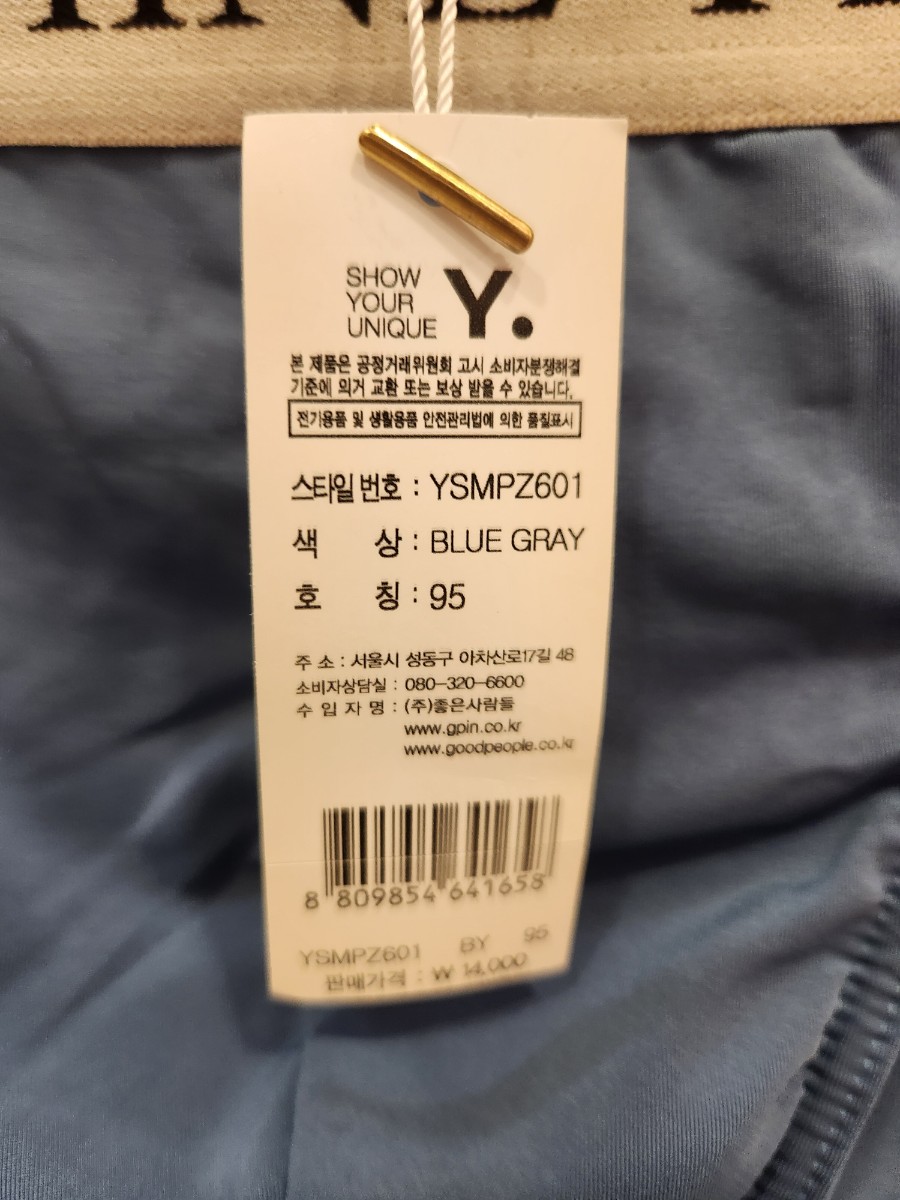 SHOW
YOUR
UNIQUE
Y.
본 제품은 공정거래위원회 고시 소비자분쟁해결
기준에 의거 교환 또는 보상 받을 수 있습니다.
전기용품 및 생활용품 안전관리법에 의한 품질표시
스타일 번호 : YSMPZ601
색 상 : BLUE GRAY
호 칭 : 95
주 소 : 서울시 성동구 아차산로17길 48
소비자상담실 : 080-320-6600
수 입 자 명 : (주)좋은사람들
www.gpin.co.kr
www.goodpeople.co.kr
8 809854 641658
YSMPZ601 BY 95
판매가격 : ₩ 14,000